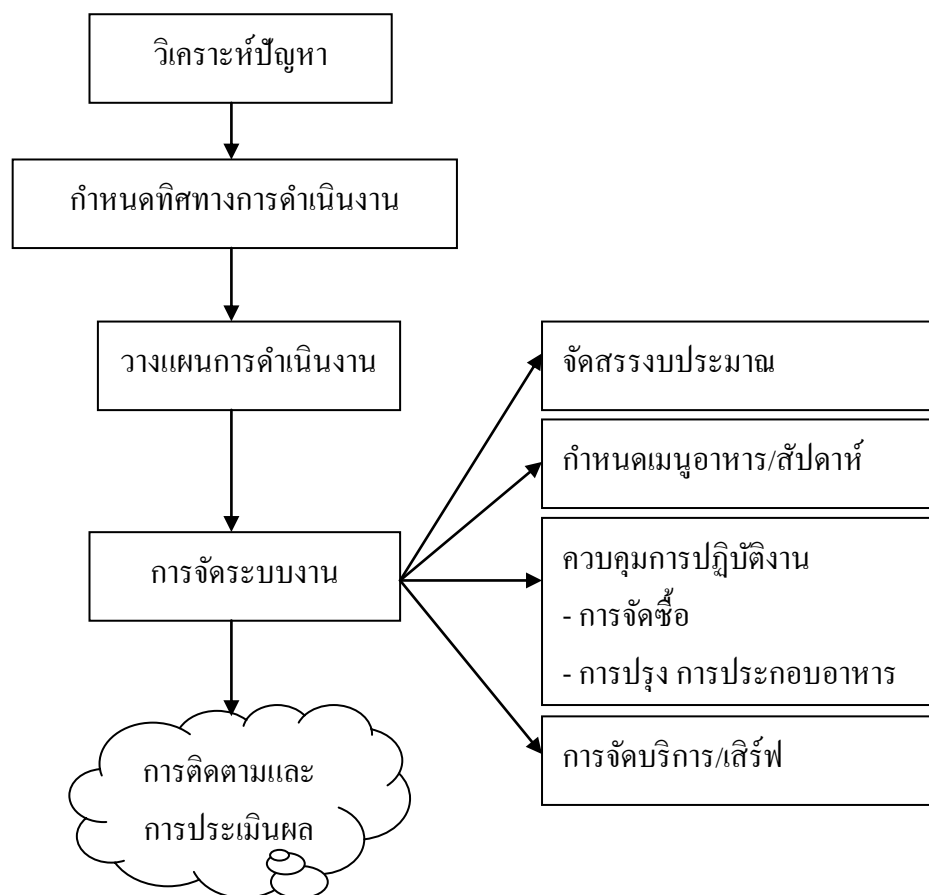 วิเคราะห์ปัญหา
กำหนดทิศทางการดำเนินงาน
วางแผนการดำเนินงาน
การจัดระบบงาน
การติดตามและ
การประเมินผล
จัดสรรงบประมาณ
กำหนดเมนูอาหาร/สัปดาห์
ควบคุมการปฏิบัติงาน
- การจัดซื้อ
- การปรุง การประกอบอาหาร
การจัดบริการ/เสิร์ฟ